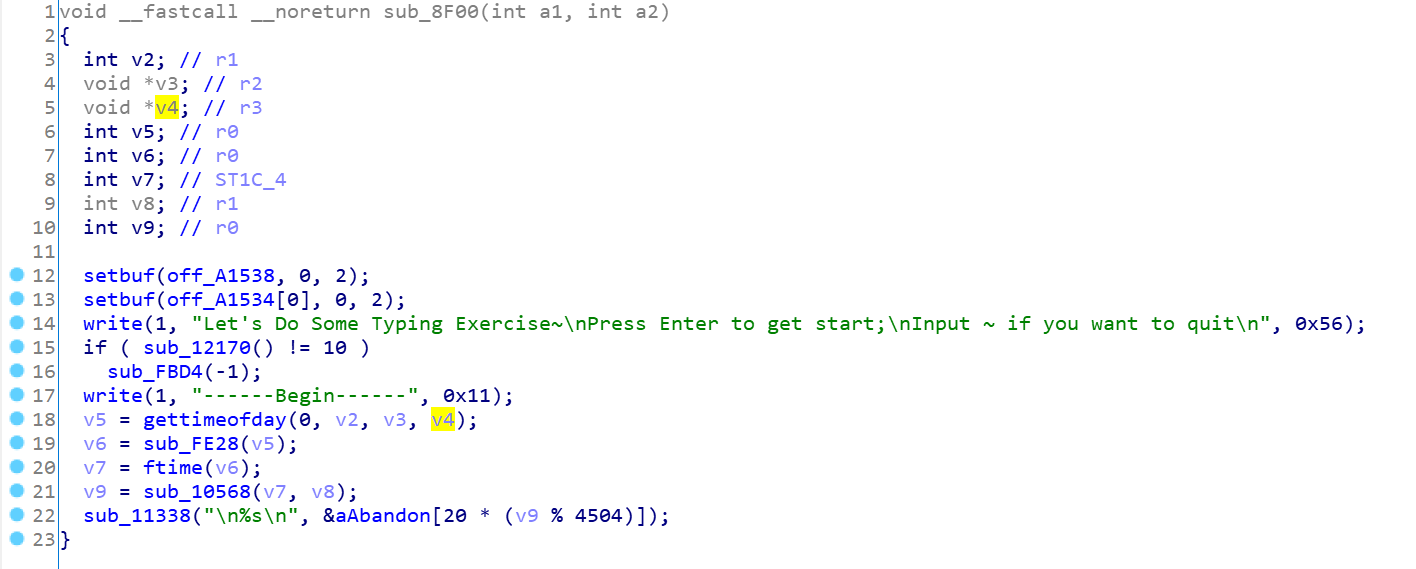 1 void __fastcall __noreturn sub_8F00(int a1, int a2)
2 {
3   int v2; // r1
4   void *v3; // r2
5   void *v4; // r3
6   int v5; // r0
7   int v6; // r0
8   int v7; // ST1C_4
9   int v8; // r1
10   int v9; // r0
11
12   setbuf(off_A1538, 0, 2);
13   setbuf(off_A1534[0], 0, 2);
14   write(1, "Let's Do Some Typing Exercise~\nPress Enter to get start;\nInput ~ if you want to quit\n", 0x56);
15   if ( sub_12170() != 10 )
16     sub_FBD4(-1);
17   write(1, "------Begin------", 0x11);
18   v5 = gettimeofday(0, v2, v3, v4);
19   v6 = sub_FE28(v5);
20   v7 = ftime(v6);
21   v9 = sub_10568(v7, v8);
22   sub_11338("\n%s\n", &aAbandon[20 * (v9 % 4504)]);
23 }